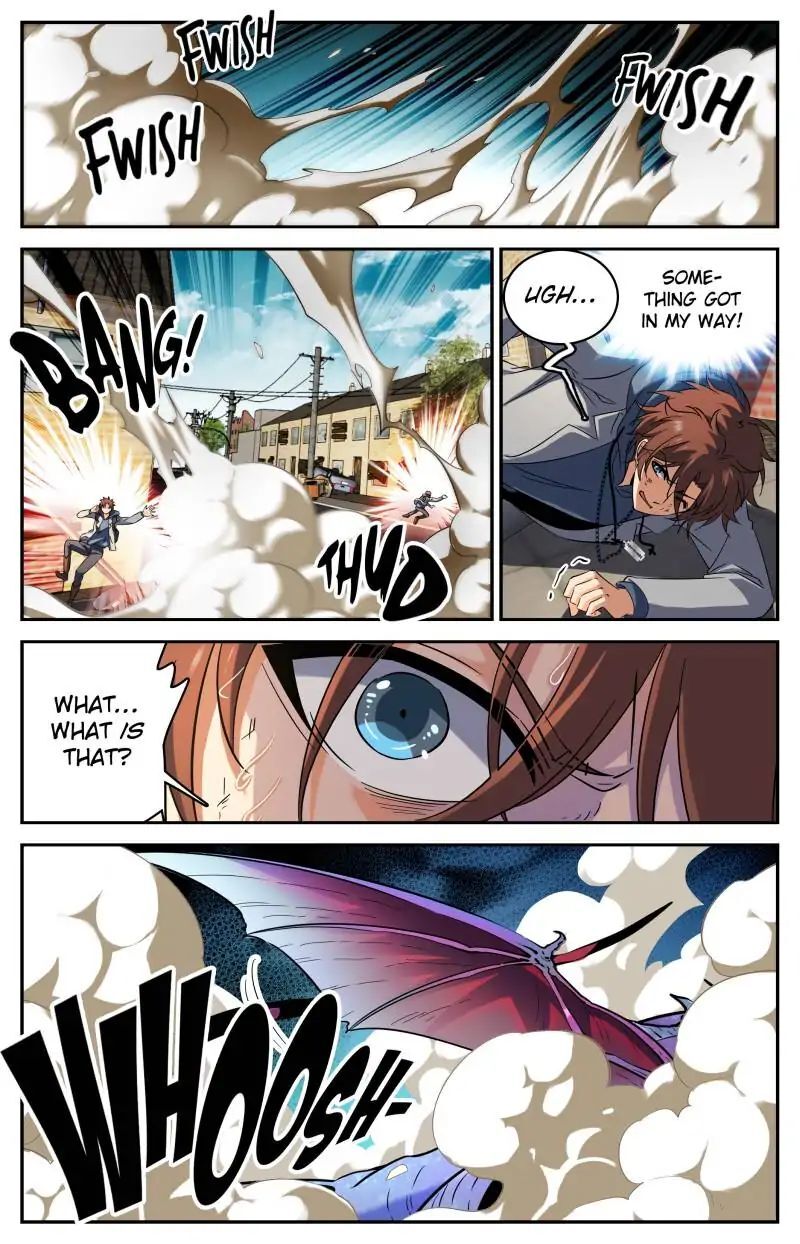 FWISH
FWISH
FWISH
BANG!
THUD
UGH...
SOME-
THING GOT
IN MY WAY!
WHAT...
WHAT IS
THAT?
WHOOSH-